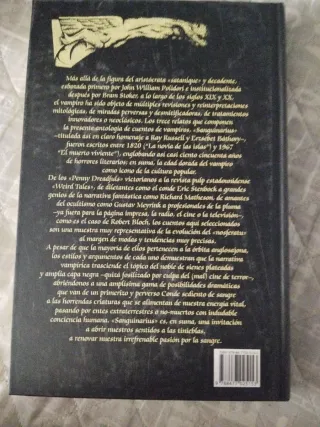 Más allá de la figura del aristócrata «satanique» y decadente,
esbozada primero por John William Polidori e institucionalizada
después por Bram Stoker, a lo largo de los siglos XIX y XX,
el vampiro ha sido objeto de múltiples revisiones y reinterpretaciones
mitológicas, de miradas perversas y desmitificadoras, de tratamientos
innovadores o neoclásicos. Los trece relatos que componen
la presente antología de cuentos de vampiros, «Sanguinarius»
–titulada así en claro homenaje a Ray Russell y Erzsebet Báthory–
fueron escritos entre 1820 ("La novia de las islas") y 1967
("El muerto viviente"), englobando así casi ciento cincuenta años
de horrores literarios: en suma, la edad dorada del vampiro
como icono de la cultura popular.
De los «Penny Dreadfuls» victorianos a la revista pulp estadounidense
«Weird Tales», de diletantes como el conde Eric Stenbock a grandes
genios de la narrativa fantástica como Richard Matheson, de amantes
del ocultismo como Gustav Meyrink a profesionales de la pluma
–ya fuera para la página impresa, la radio, el cine o la televisión–,
como es el caso de Robert Bloch, los cuentos aquí seleccionados
son una muestra muy representativa de la evolución del «nosferatu»
al margen de modas y tendencias muy precisas.
A pesar de que la mayoría de ellos pertenecen a la órbita anglosajona,
los estilos y argumentos de cada uno demuestran que la narrativa
vampírica trasciende el tópico del noble de sienes plateadas
y amplia capa negra –quizá fosilizado por culpa del (mal) cine de terror–,
abriéndonos a una amplísima gama de posibilidades dramáticas
que van de un primerizo y perverso Conde sediento de sangre
a las horrendas criaturas que se alimentan de nuestra energía vital,
pasando por entes extraterrestres o no-muertos con indudable
conciencia humana. «Sanguinarius» es, en suma, una invitación
a abrir nuestros sentidos a las tinieblas,
a renovar nuestra irrefrenable pasión por la sangre.